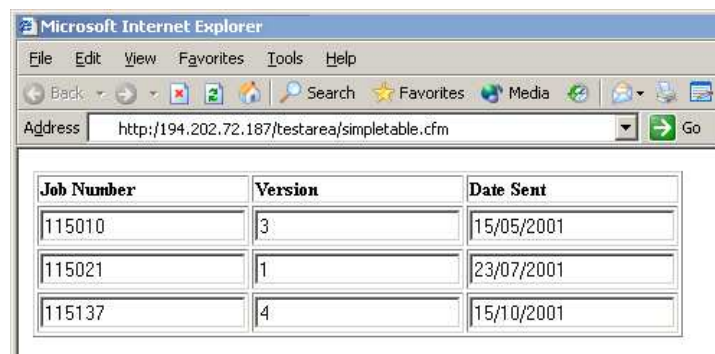 Microsoft Internet Explorer
File Edit View Favorites Tools Help
Back Search Favorites Media
Address http:/194.202.72.187/testarea/simpletable.cfm Go
Job Number Version Date Sent
115010 3 15/05/2001
115021 1 23/07/2001
115137 4 15/10/2001